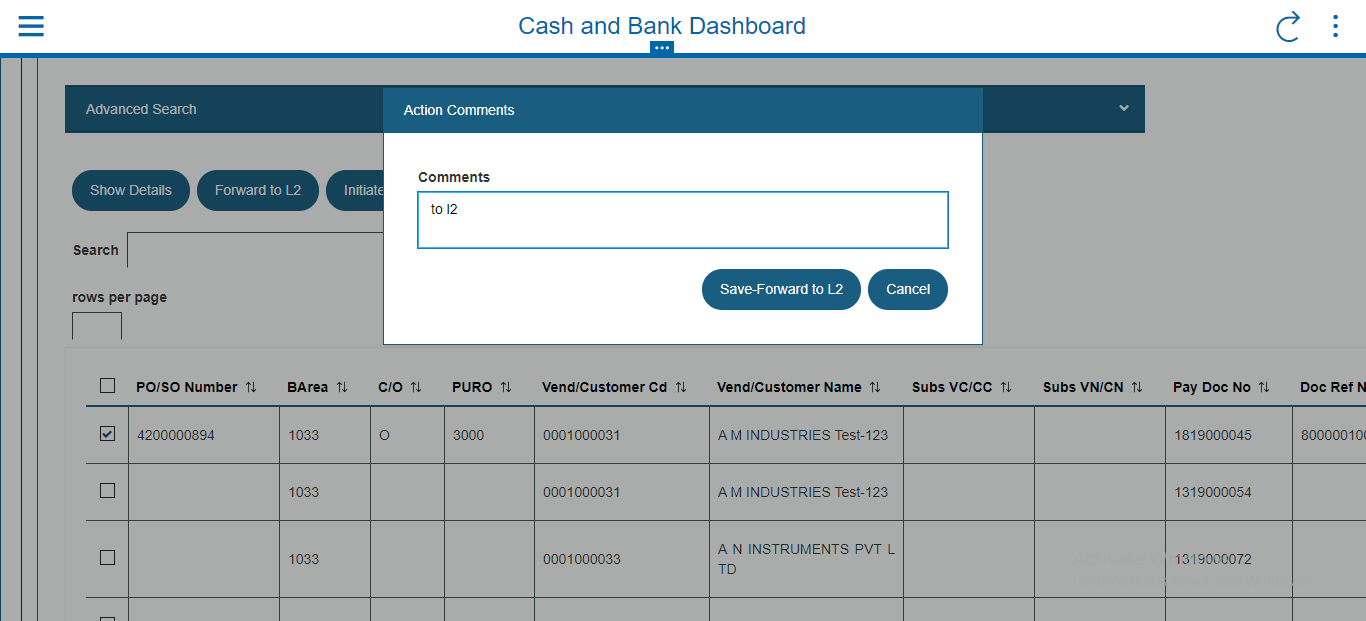 Cash and Bank Dashboard
Advanced Search
Action Comments
Comments
to l2
Show Details Forward to L2 Initiate
Search
Save-Forward to L2 Cancel
rows per page
PO/SO Number BArea C/O PURO Vend/Customer Cd Vend/Customer Name Subs VC/CC Subs VN/CN Pay Doc No Doc Ref N
4200000894 1033 O 3000 0001000031 A M INDUSTRIES Test-123 1819000045 80000010
1033 0001000031 A M INDUSTRIES Test-123 1319000054
1033 0001000033 A N INSTRUMENTS PVT L 1319000072
TD